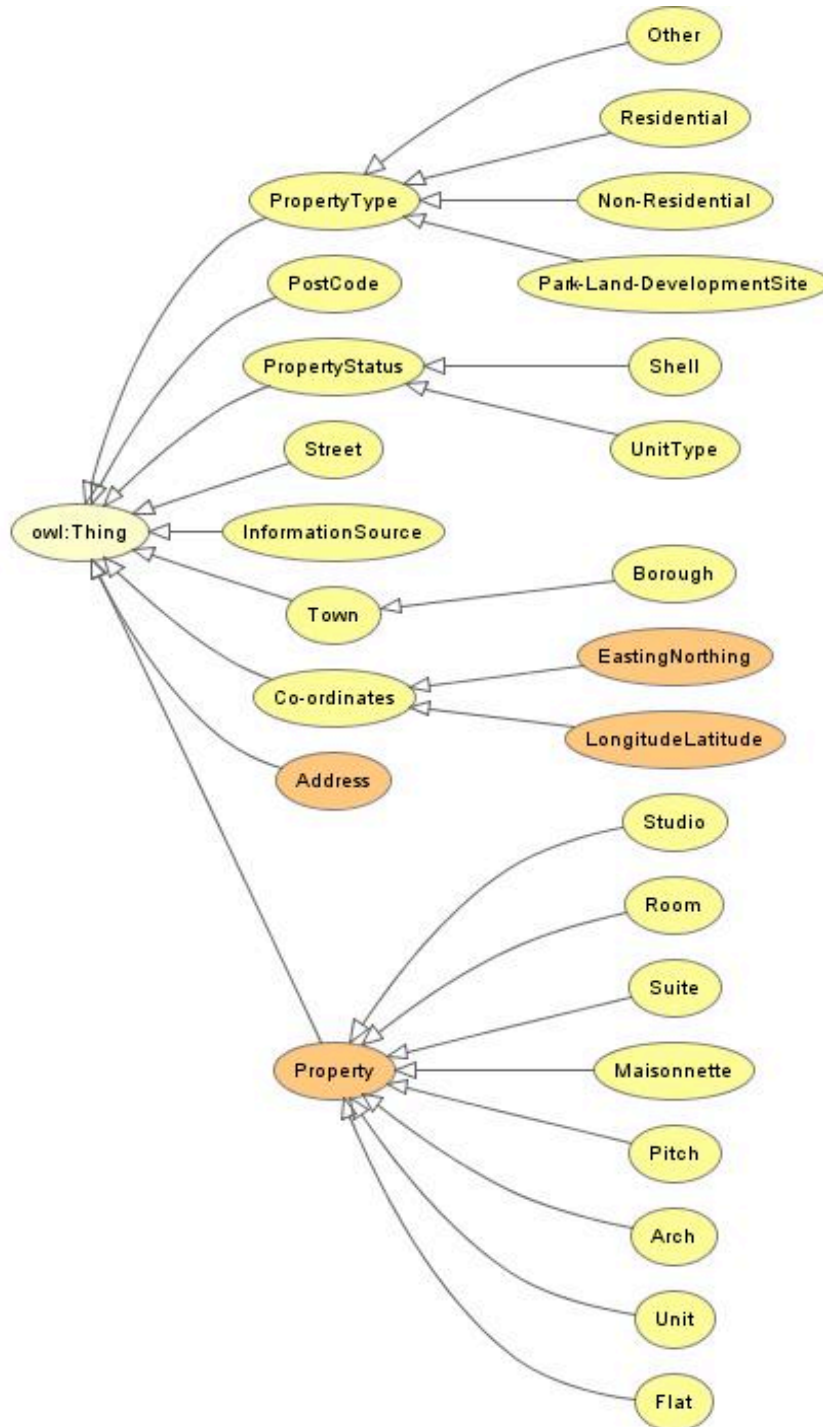 Other
Residential
PropertyType
Non-Residential
PostCode
Park-Land-DevelopmentSite
PropertyStatus
Shell
Street
UnitType
owl:Thing
InformationSource
Borough
Town
EastingNorthing
Co-ordinates
LongitudeLatitude
Address
Studio
Room
Suite
Property
Maisonnette
Pitch
Arch
Unit
Flat